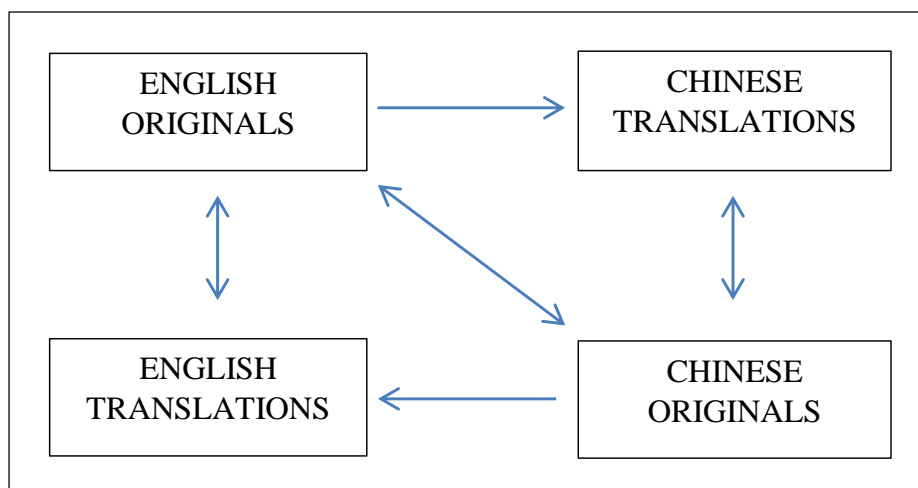 ENGLISH
ORIGINALS
CHINESE
TRANSLATIONS
ENGLISH
TRANSLATIONS
CHINESE
ORIGINALS